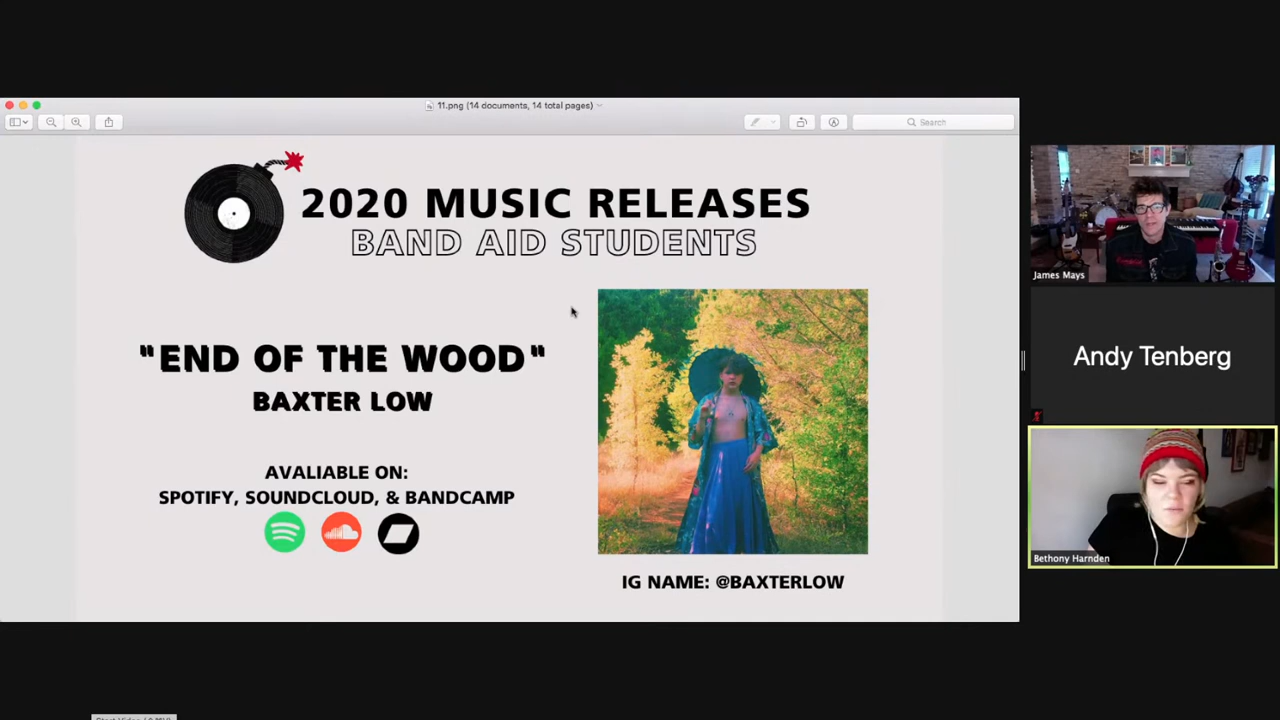 11.png (14 documents, 14 total pages)
Search
2020 MUSIC RELEASES
BAND AID STUDENTS
"END OF THE WOOD"
BAXTER LOW
AVALIABLE ON:
SPOTIFY, SOUNDCLOUD, & BANDCAMP
IG NAME: @BAXTERLOW
James Mays
Andy Tenberg
Bethony Harnden